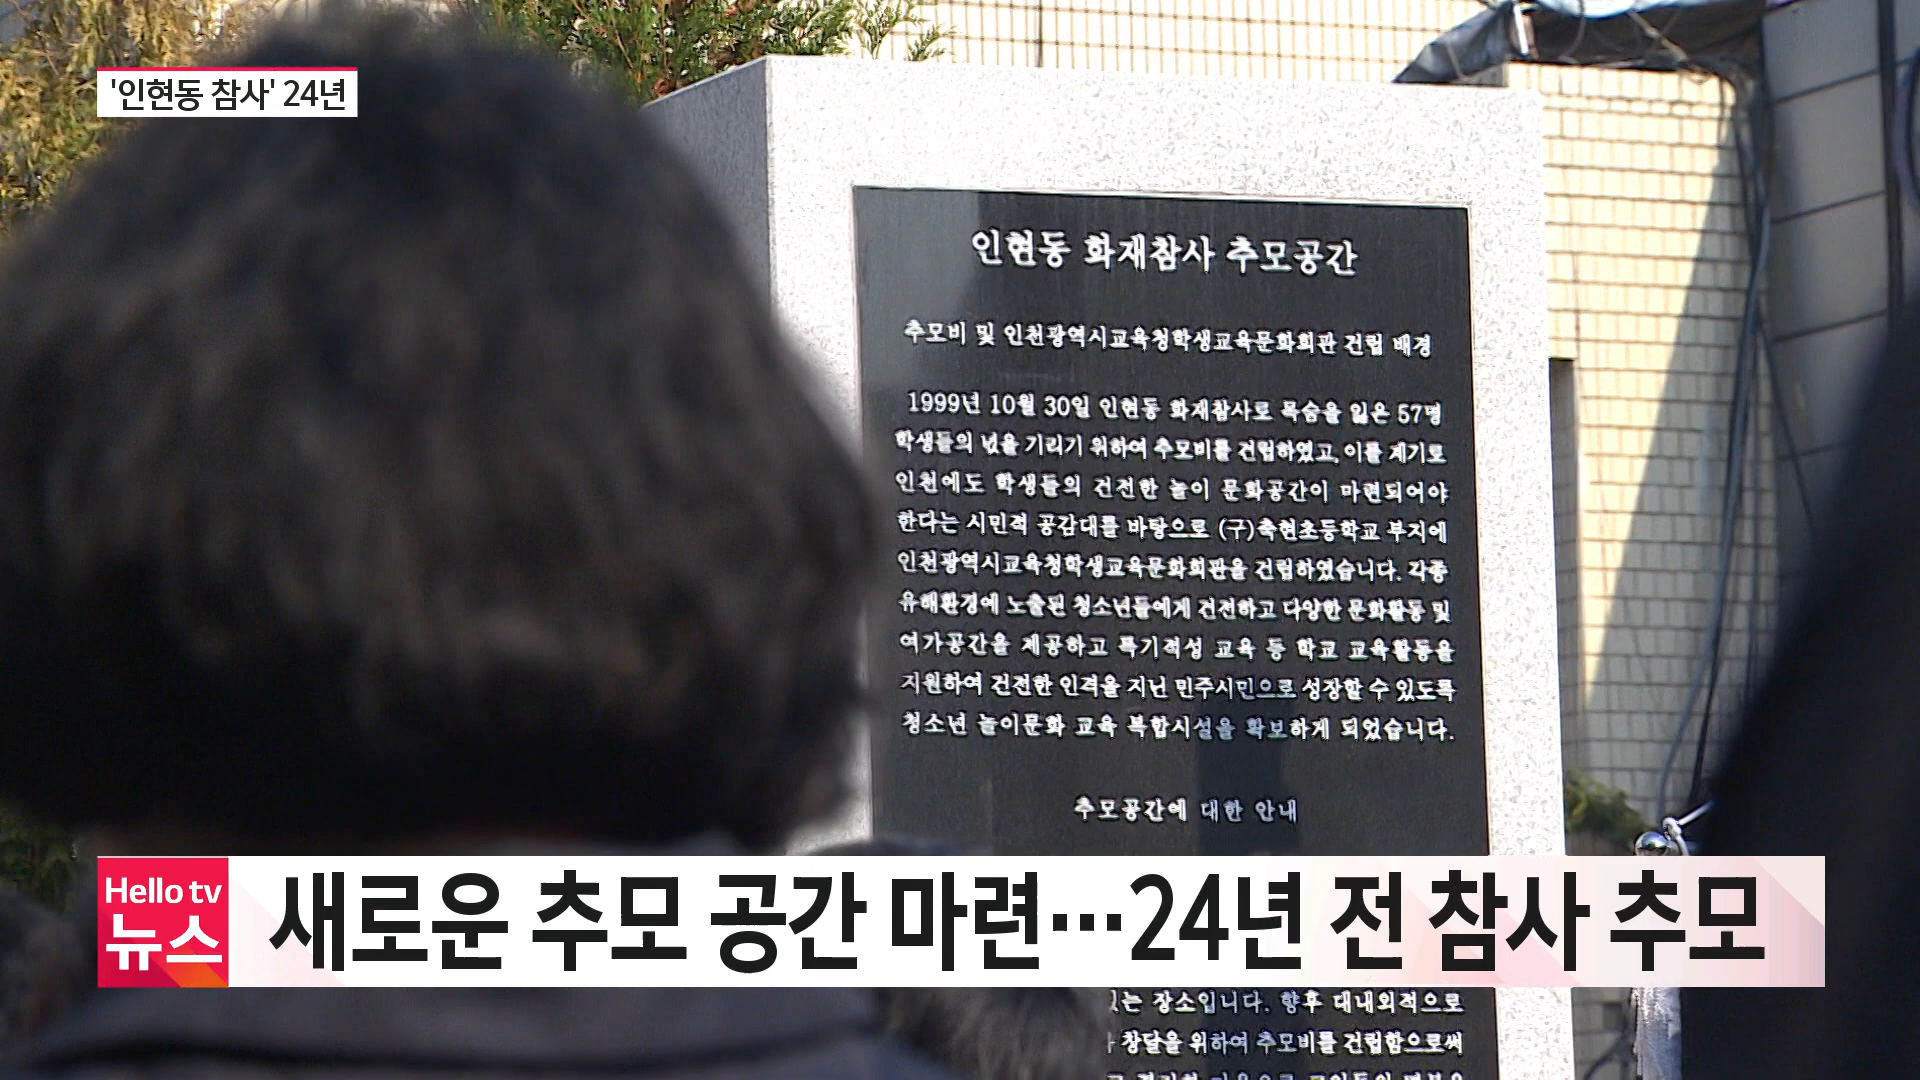 '인현동 참사' 24년
인현동 화재참사 추모공간
추모비 및 인천광역시교육청학생교육문화회관 건립 배경
1999년 10월 30일 인현동 화재참사로 목숨을 잃은 57명
학생들의 넋을 기리기 위하여 추모비를 건립하였고, 이를 계기로
인천에도 학생들의 건전한 놀이 문화공간이 마련되어야
한다는 시민적 공감대를 바탕으로 (구)축현초등학교 부지에
인천광역시교육청학생교육문화회관을 건립하였습니다. 각종
유해환경에 노출된 청소년들에게 건전하고 다양한 문화활동 및
여가공간을 제공하고 특기적성 교육 등 학교 교육활동을
지원하여 건전한 인격을 지닌 민주시민으로 성장할 수 있도록
청소년 놀이문화 교육 복합시설을 확보하게 되었습니다.
추모공간에 대한 안내
Hello tv
뉴스
새로운 추모 공간 마련…24년 전 참사 추모
있는 장소입니다. 향후 대내외적으로
창달을 위하여 추모비를 건립함으로써